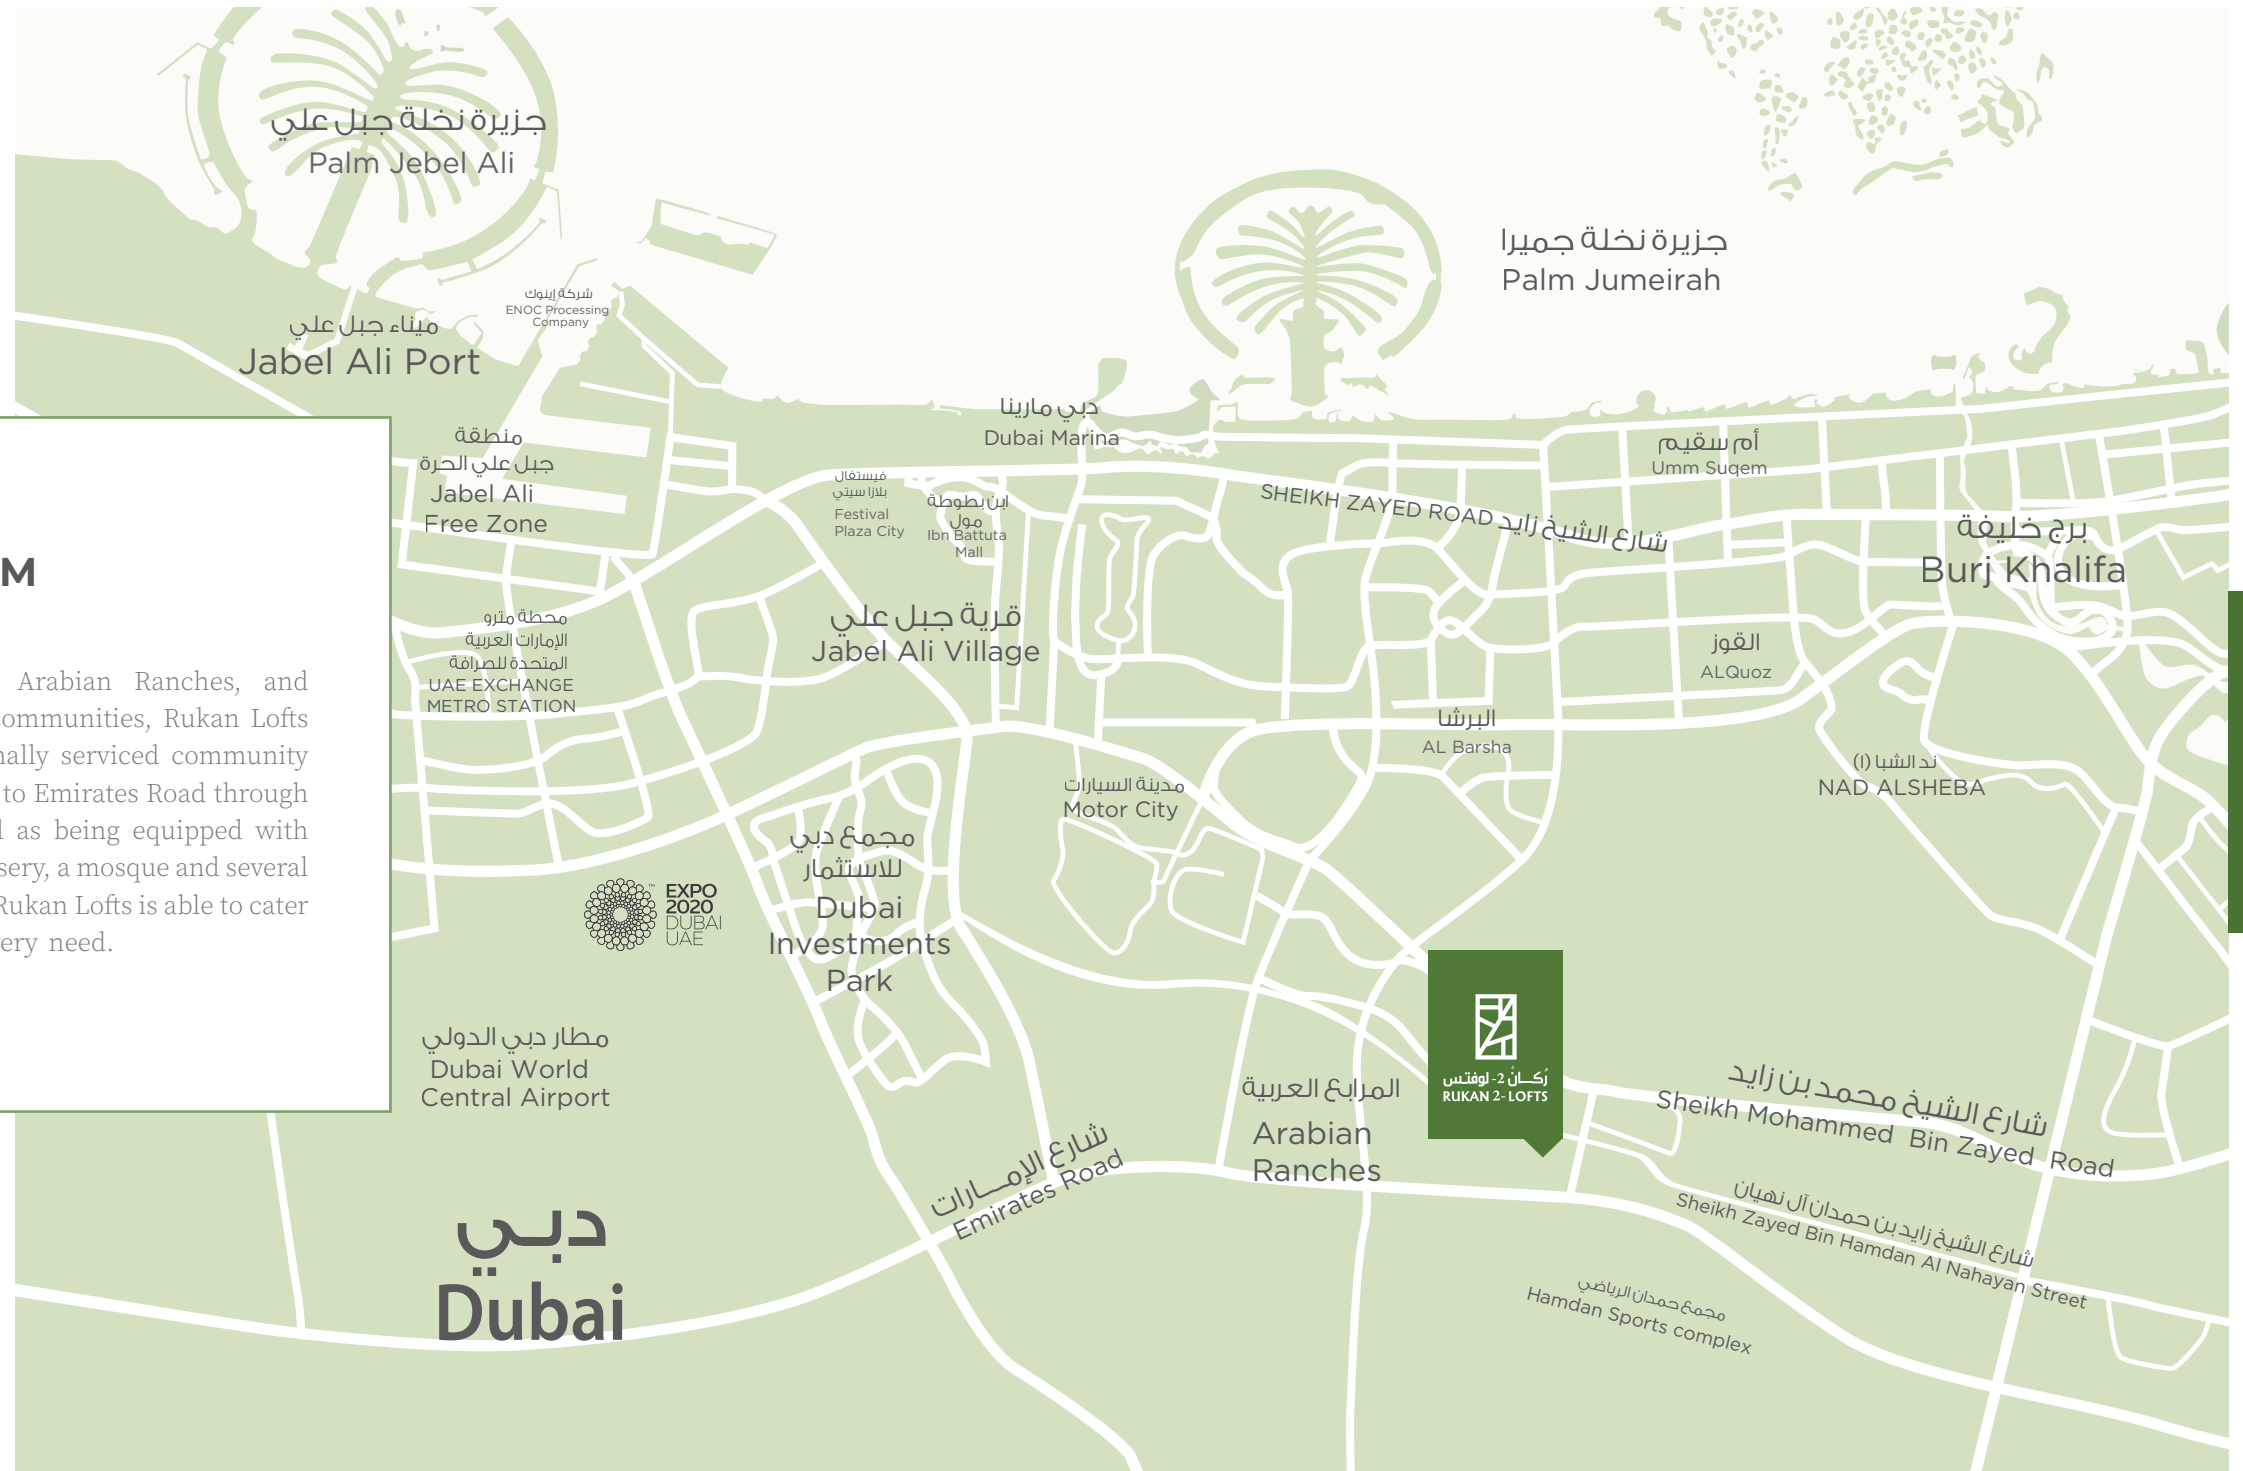 جزيرة نخلة جبل علي
Palm Jebel Ali
جزيرة نخلة جميرا
Palm Jumeirah
شركة إينوك
ENOC Processing
Company
ميناء جبل علي
Jabel Ali Port
دبي مارينا
Dubai Marina
منطقة
جبل علي الحرة
Jabel Ali
Free Zone
فيستفال
بلازا سيتي
Festival
Plaza City
ابن بطوطة
مول
Ibn Battuta
Mall
SHEIKH ZAYED ROAD شارع الشيخ زايد
أم سقيم
Umm Suqem
برج خليفة
Burj Khalifa
M
Arabian Ranches, and
communities, Rukan Lofts
nally serviced community
to Emirates Road through
as being equipped with
sery, a mosque and several
Rukan Lofts is able to cater
ery need.
محطة مترو
الإمارات العربية
المتحدة للصرافة
UAE EXCHANGE
METRO STATION
قرية جبل علي
Jabel Ali Village
القوز
ALQuoz
البرشا
AL Barsha
ند الشبا (١)
NAD ALSHEBA
مدينة السيارات
Motor City
مجمع دبي
للاستثمار
Dubai
Investments
Park
EXPO
2020
DUBAI
UAE
™
مطار دبي الدولي
Dubai World
Central Airport
المرابع العربية
Arabian
Ranches
رُكــانْ 2- لوفتس
RUKAN 2- LOFTS
شارع الشيخ محمد بن زايد
Sheikh Mohammed Bin Zayed Road
شارع الإمــارات
Emirates Road
شارع الشيخ زايد بن حمدان آل نهيان
Sheikh Zayed Bin Hamdan Al Nahayan Street
مجمع حمدان الرياضي
Hamdan Sports complex
دبـي
Dubai